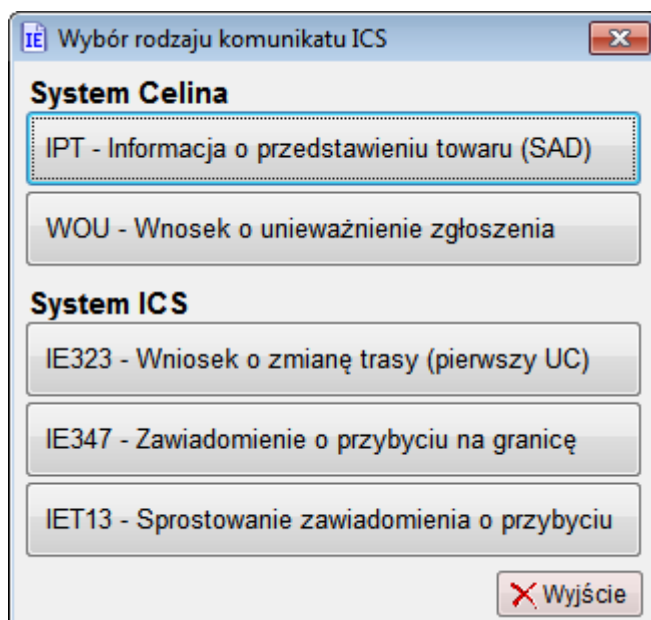 IE Wybór rodzaju komunikatu ICS
System Celina
IPT - Informacja o przedstawieniu towaru (SAD)
WOU - Wnosek o unieważnienie zgłoszenia
System ICS
IE323 - Wniosek o zmianę trasy (pierwszy UC)
IE347 - Zawiadomienie o przybyciu na granicę
IET13 - Sprostowanie zawiadomienia o przybyciu
Wyjście